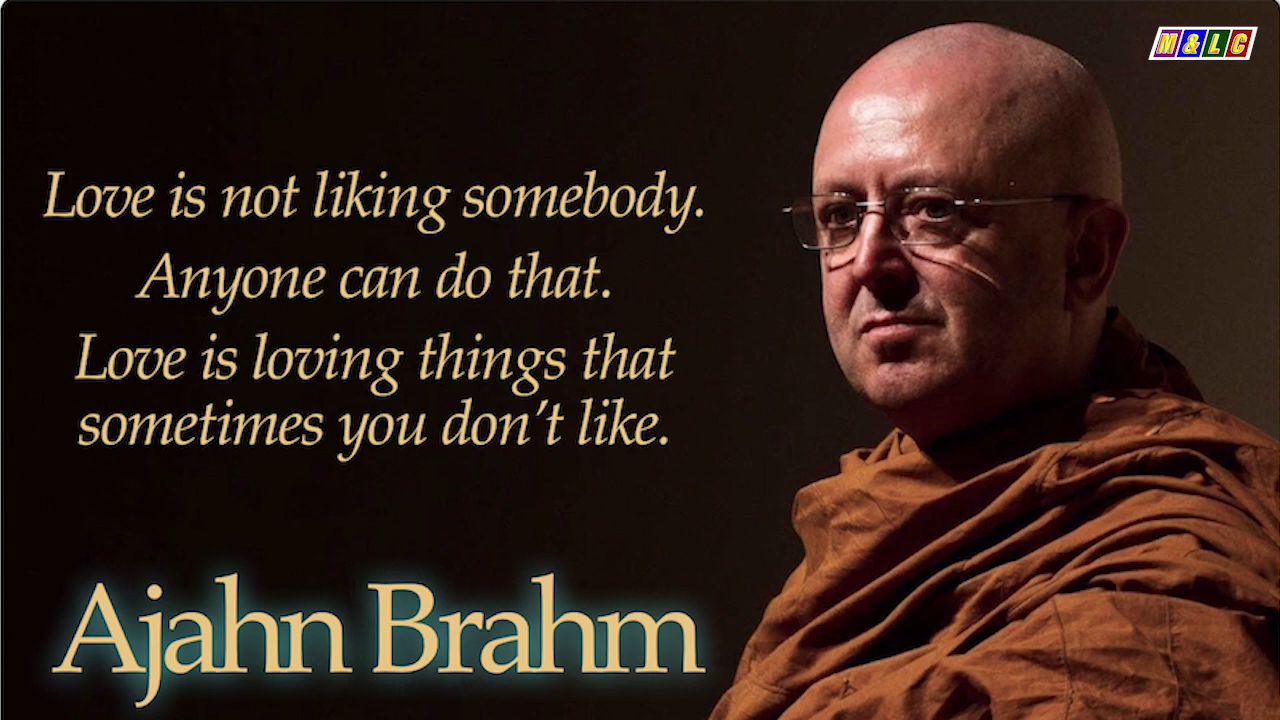 M&LC
Love is not liking somebody.
Anyone can do that.
Love is loving things that
sometimes you don’t like.
Ajahn Brahm